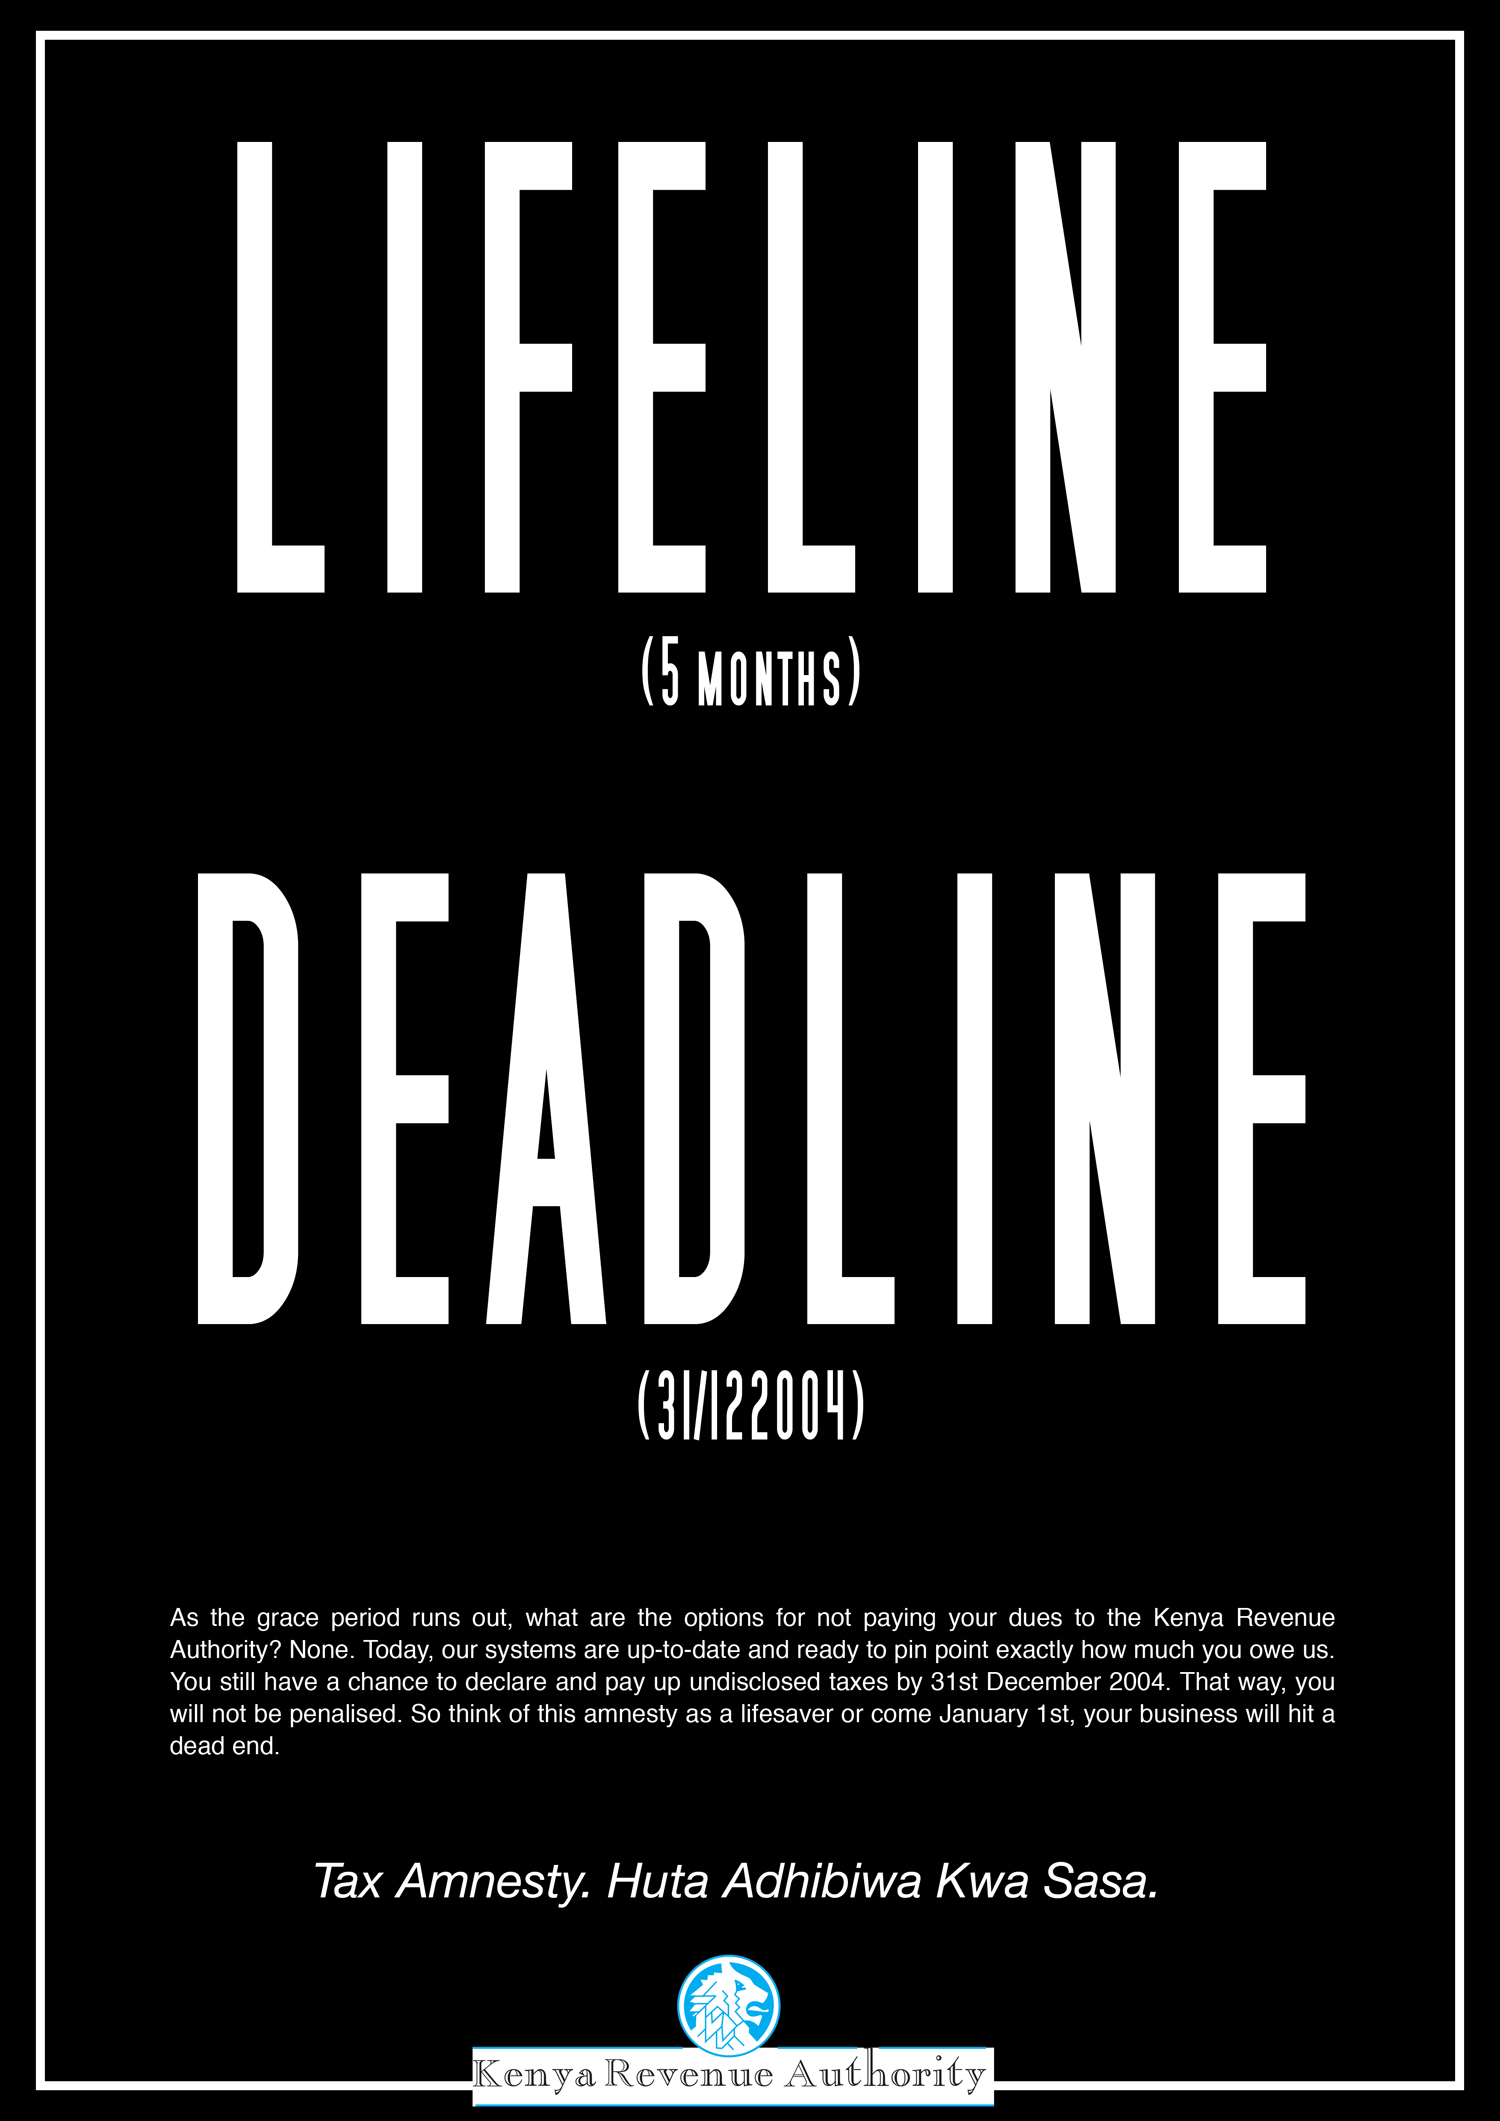 LIFELINE
(5 MONTHS)
DEADLINE
(31/122004)
As the grace period runs out, what are the options for not paying your dues to the Kenya Revenue
Authority? None. Today, our systems are up-to-date and ready to pin point exactly how much you owe us.
You still have a chance to declare and pay up undisclosed taxes by 31st December 2004. That way, you
will not be penalised. So think of this amnesty as a lifesaver or come January 1st, your business will hit a
dead end.
Tax Amnesty. Huta Adhibiwa Kwa Sasa.
Kenya Revenue Authority